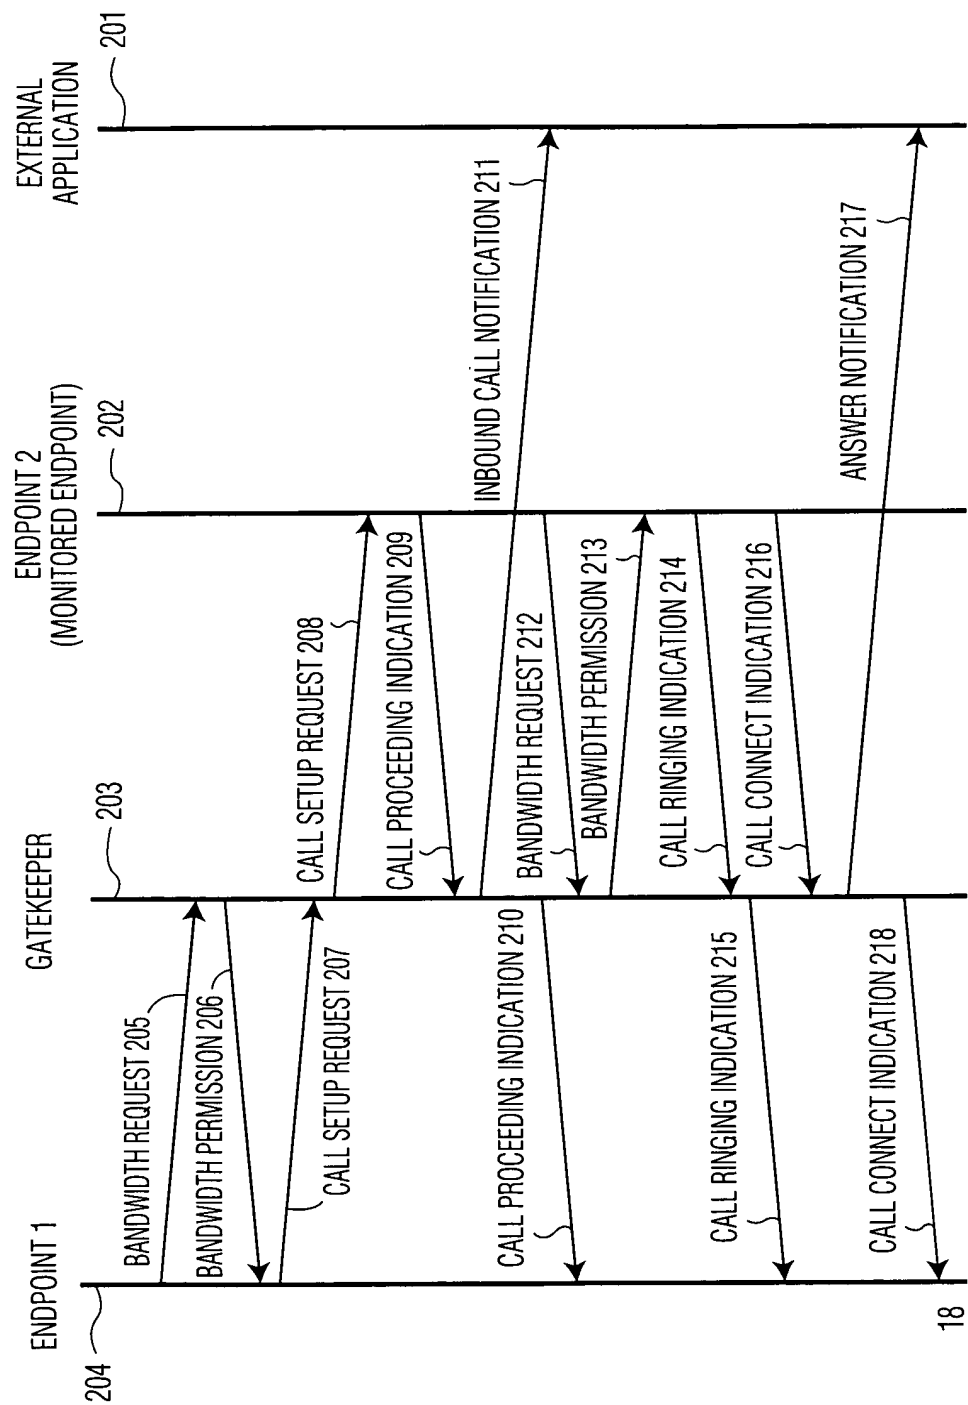 ENDPOINT 1
204
GATEKEEPER
203
ENDPOINT 2
(MONITORED ENDPOINT)
202
EXTERNAL
APPLICATION
201
BANDWIDTH REQUEST 205
BANDWIDTH PERMISSION 206
CALL SETUP REQUEST 207
CALL SETUP REQUEST 208
CALL PROCEEDING INDICATION 209
CALL PROCEEDING INDICATION 210
INBOUND CALL NOTIFICATION 211
BANDWIDTH REQUEST 212
BANDWIDTH PERMISSION 213
CALL RINGING INDICATION 214
CALL RINGING INDICATION 215
CALL CONNECT INDICATION 216
ANSWER NOTIFICATION 217
CALL CONNECT INDICATION 218
18